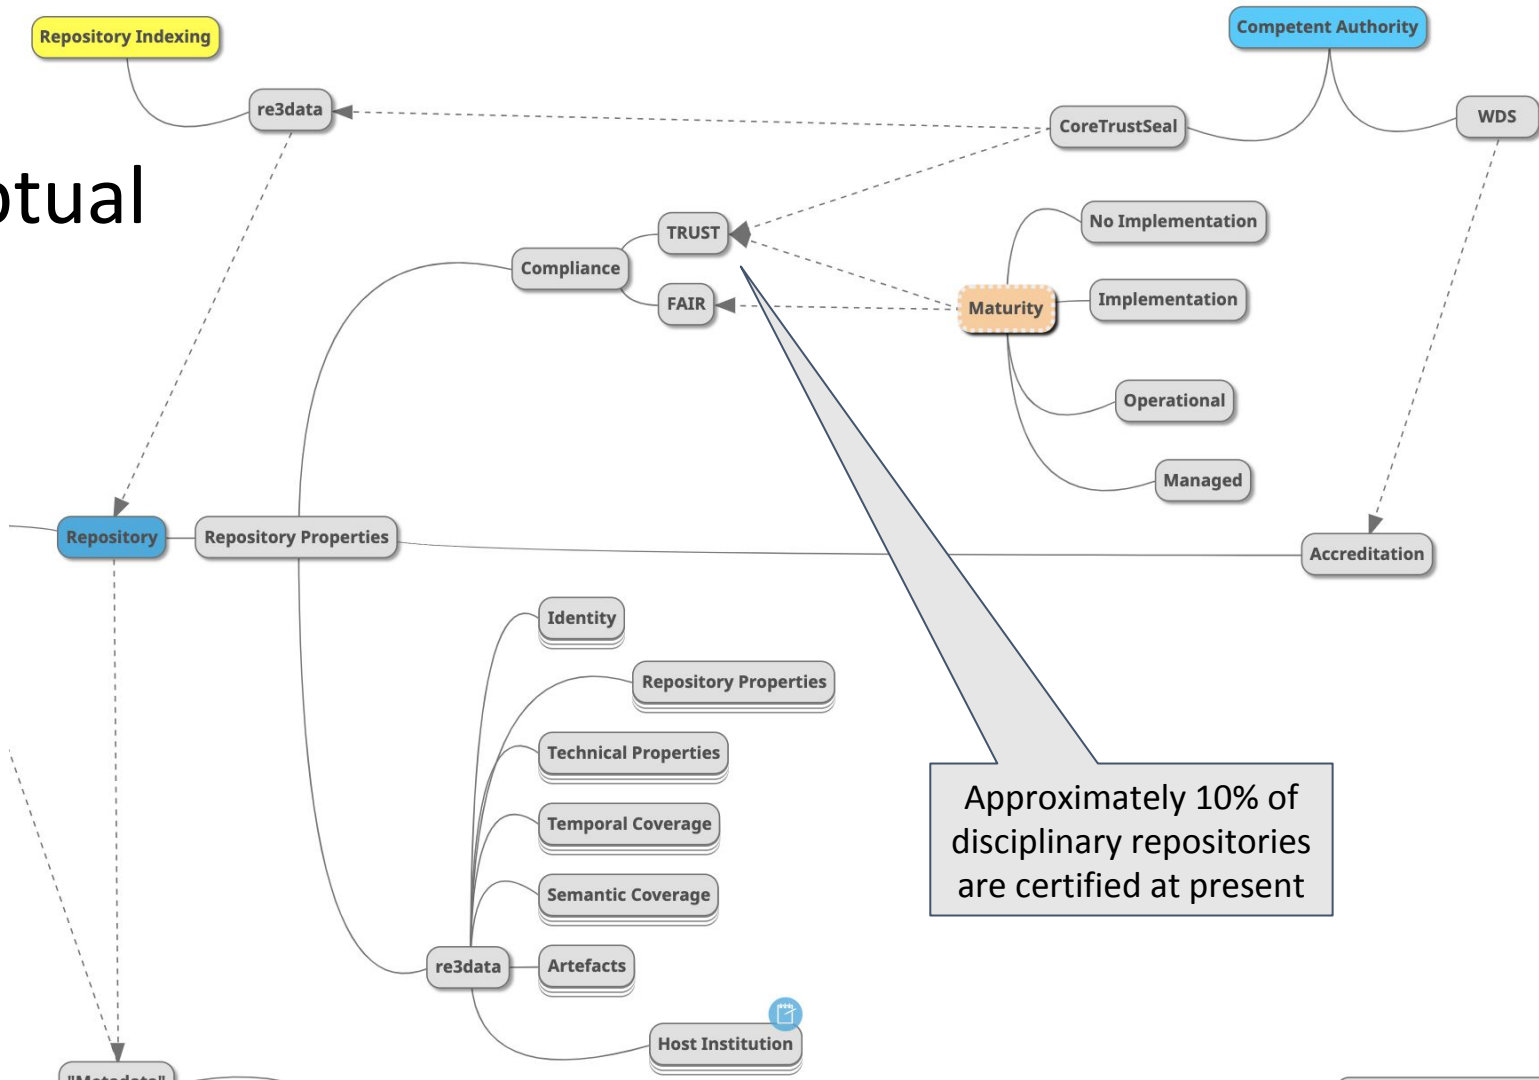 Repository Indexing
Competent Authority
re3data
CoreTrustSeal
WDS
TRUST
No Implementation
Compliance
FAIR
Maturity
Implementation
Operational
Managed
Repository
Repository Properties
Accreditation
Identity
Repository Properties
Technical Properties
Temporal Coverage
Semantic Coverage
re3data
Artefacts
Host Institution
Approximately 10% of
disciplinary repositories
are certified at present
"Metadata"